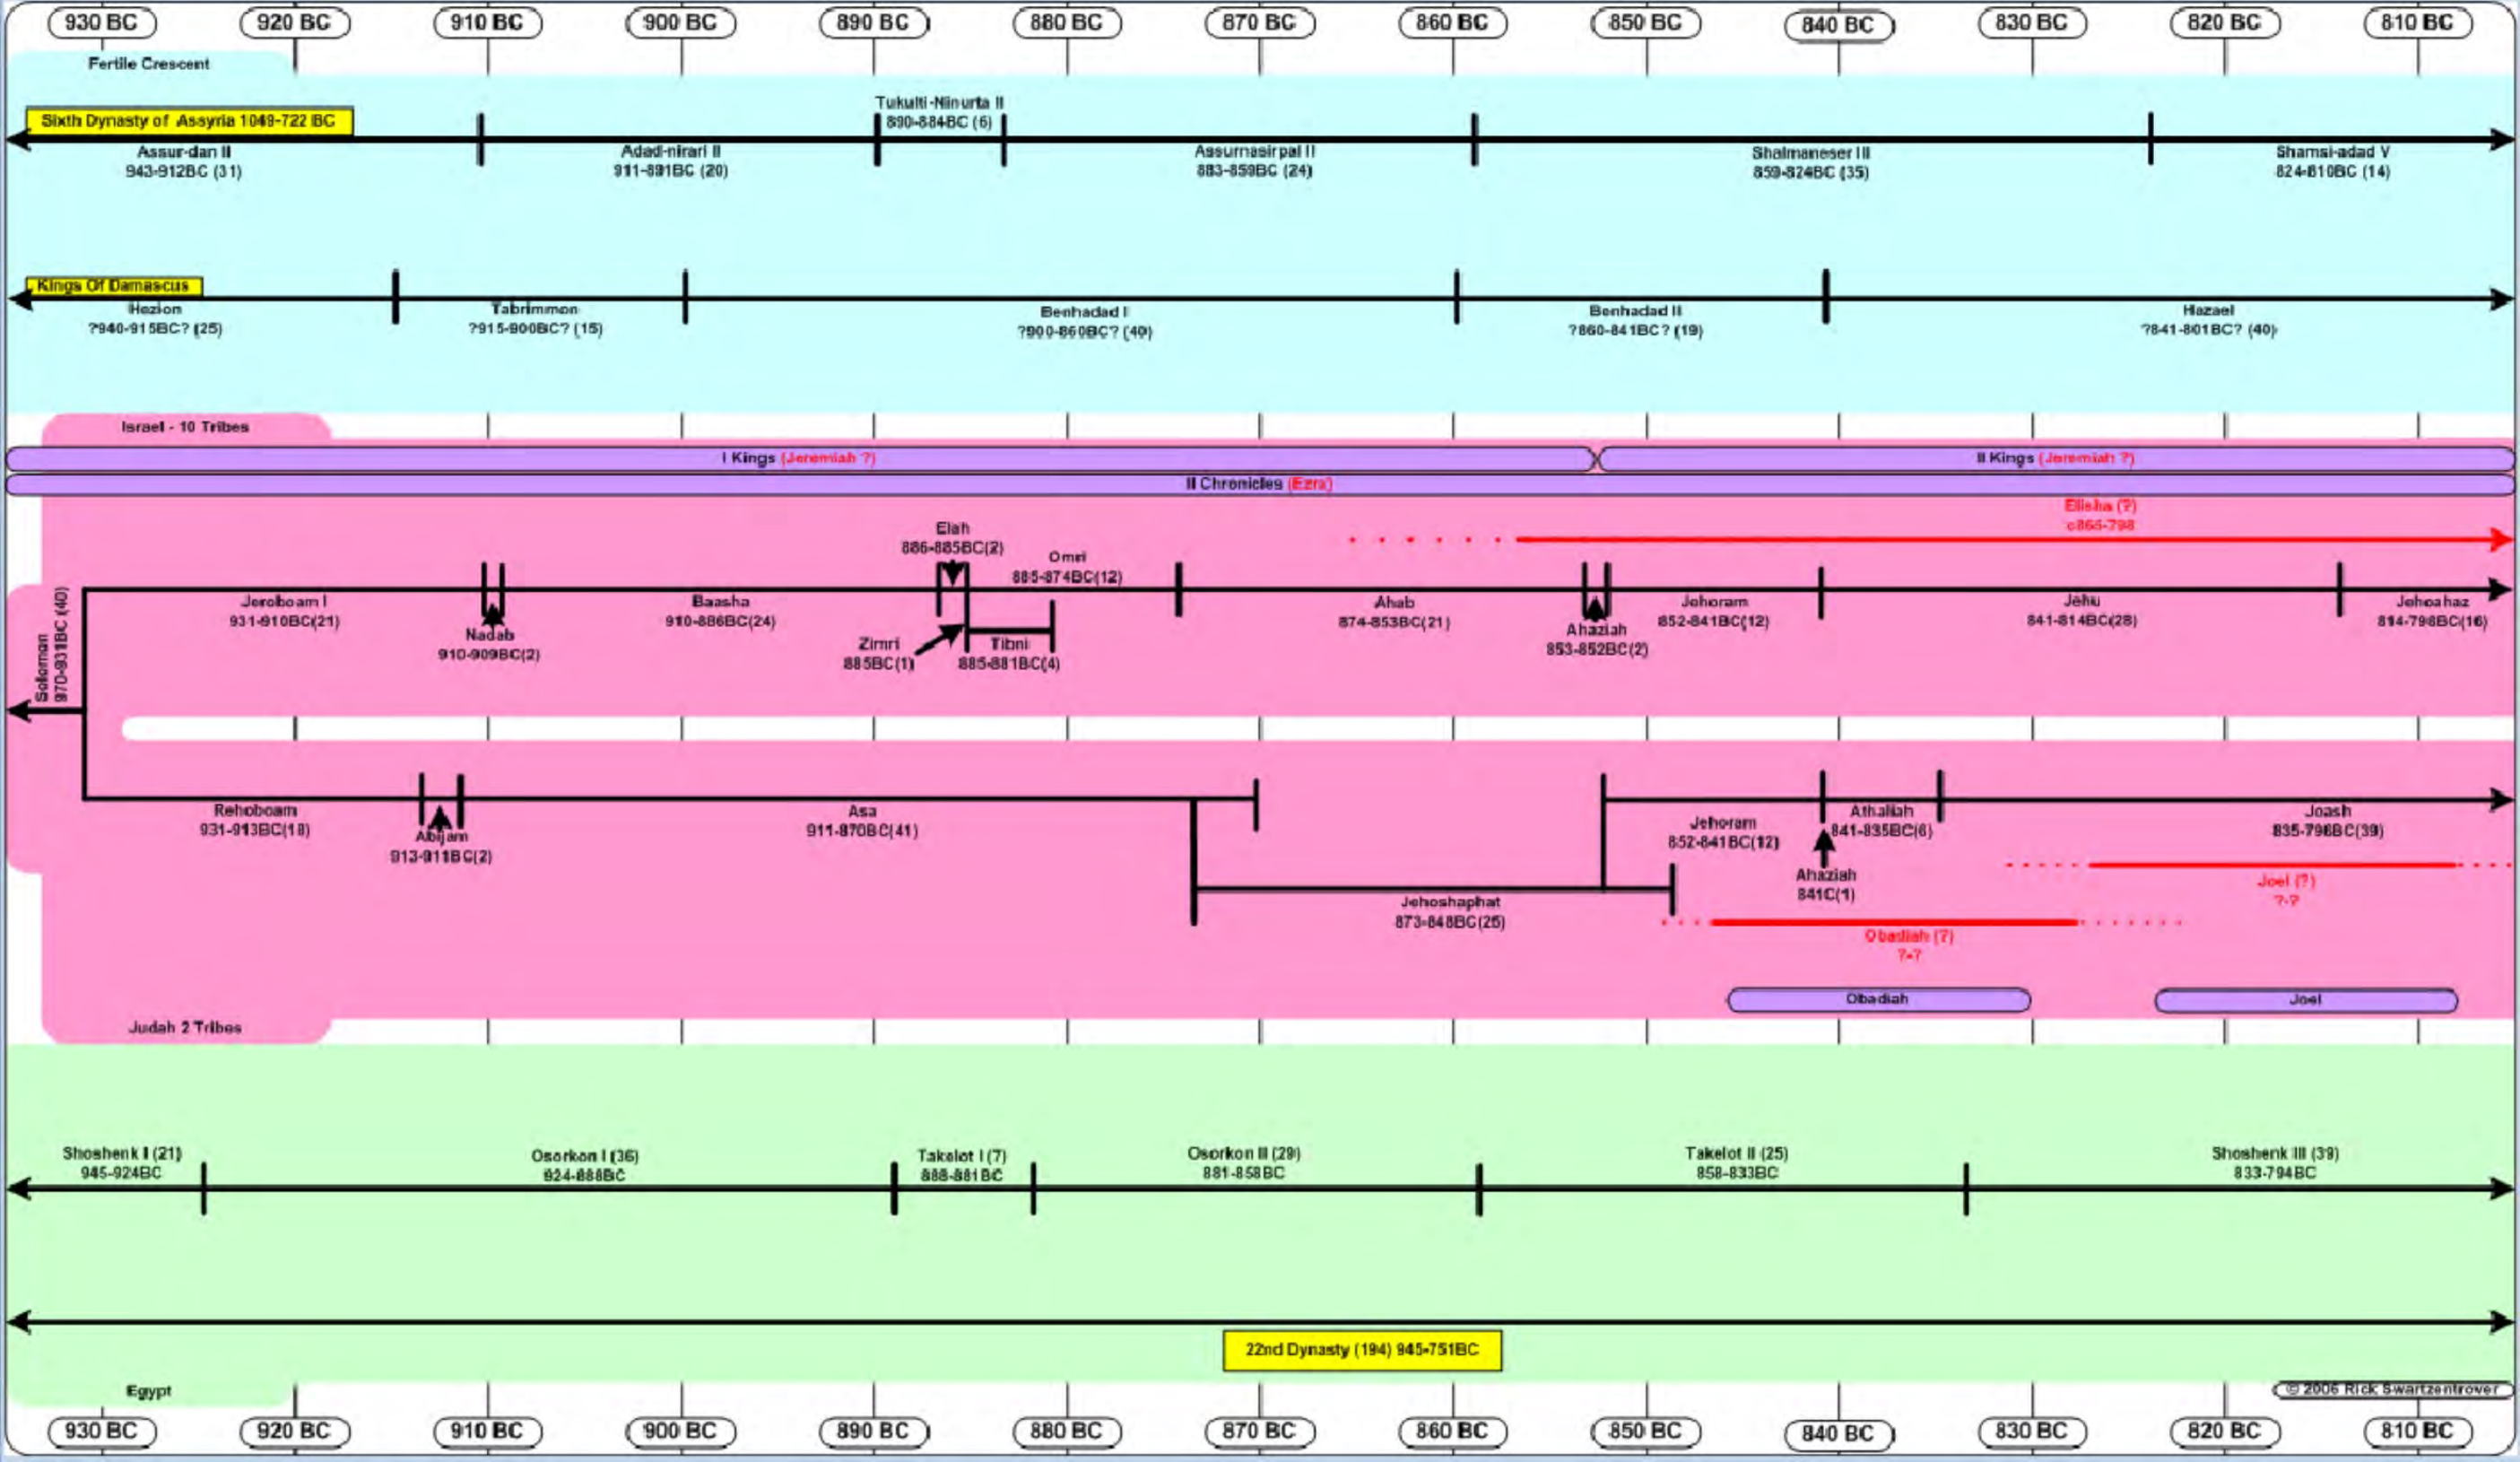 930 BC 920 BC 910 BC 900 BC 890 BC 880 BC 870 BC 860 BC 850 BC 840 BC 830 BC 820 BC 810 BC
Fertile Crescent
Sixth Dynasty of Assyria 1049-722 BC
Assur-dan II
943-912BC (31)
Adad-nirari II
911-891BC (20)
Tukulti-Ninurta II
890-884BC (6)
Assurnasirpal II
883-859BC (24)
Shalmaneser III
859-824BC (35)
Shamsi-adad V
824-810BC (14)
Kings Of Damascus
Hezion
?940-915BC? (25)
Tabrimmon
?915-900BC? (15)
Benhadad I
?900-860BC? (40)
Benhadad II
?860-841BC? (19)
Hazael
?841-801BC? (40)
Israel - 10 Tribes
I Kings (Jeremiah ?)
II Kings (Jeremiah ?)
II Chronicles (Ezra)
Elisha (?)
c865-798
Solomon
970-931BC (40)
Jeroboam I
931-910BC(21)
Nadab
910-909BC(2)
Baasha
910-886BC(24)
Elah
886-885BC(2)
Zimri
885BC(1)
Omri
885-874BC(12)
Tibni
885-881BC(4)
Ahab
874-853BC(21)
Ahaziah
853-852BC(2)
Jehoram
852-841BC(12)
Jehu
841-814BC(28)
Jehoahaz
814-798BC(16)
Rehoboam
931-913BC(18)
Abijam
913-911BC(2)
Asa
911-870BC(41)
Jehoshaphat
873-848BC(25)
Jehoram
852-841BC(12)
Athaliah
841-835BC(6)
Ahaziah
841C(1)
Joash
835-796BC(39)
Joel (?)
?-?
Obadiah (?)
?-?
Obadiah
Joel
Judah 2 Tribes
Shoshenk I (21)
945-924BC
Osorkon I (36)
924-888BC
Takelot I (7)
888-881BC
Osorkon II (29)
881-858BC
Takelot II (25)
858-833BC
Shoshenk III (39)
833-794BC
22nd Dynasty (194) 945-751BC
Egypt
© 2006 Rick Swartzentrover
930 BC 920 BC 910 BC 900 BC 890 BC 880 BC 870 BC 860 BC 850 BC 840 BC 830 BC 820 BC 810 BC